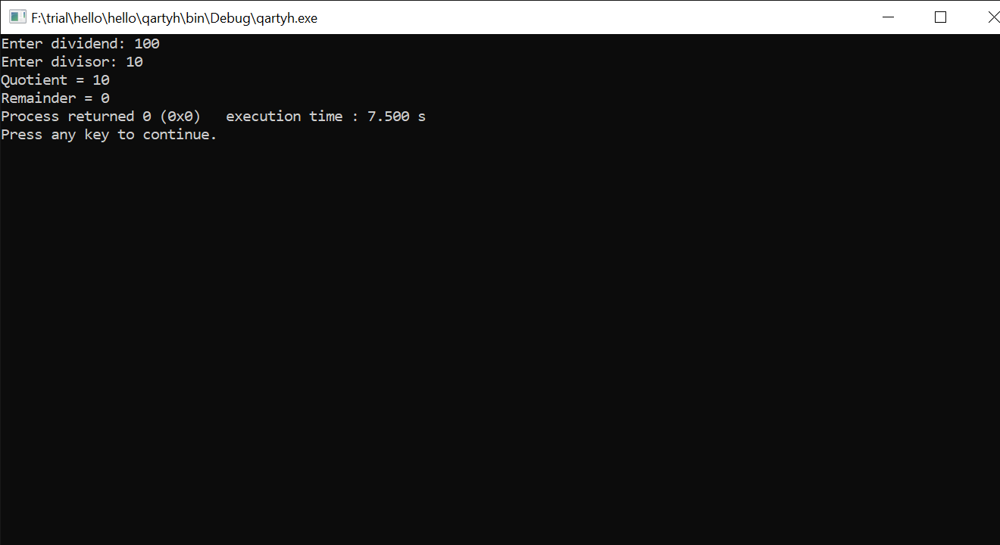 F:\trial\hello\hello\qartyh\bin\Debug\qartyh.exe
Enter dividend: 100
Enter divisor: 10
Quotient = 10
Remainder = 0
Process returned 0 (0x0)   execution time : 7.500 s
Press any key to continue.